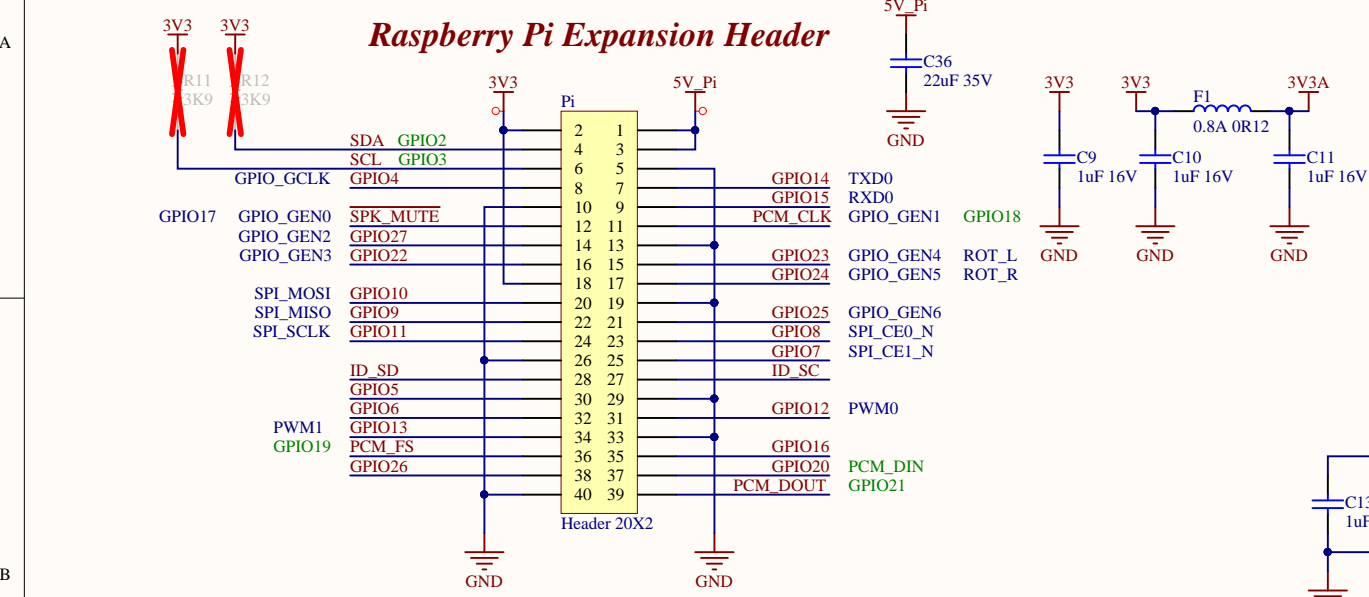 Raspberry Pi Expansion Header
5V_Pi
C36
22uF 35V
GND
A
3V3 3V3
R11 R12
3K9 3K9
3V3 5V_Pi
Pi
3V3 3V3 F1 3V3A
0.8A 0R12
C9 C10 C11
1uF 16V 1uF 16V 1uF 16V
GND GND GND
2 1
SDA GPIO2 4 3
SCL GPIO3 6 5
GPIO_GCLK GPIO4 8 7 GPIO14 TXD0
10 9 GPIO15 RXD0
GPIO17 GPIO_GEN0 SPK_MUTE 12 11 PCM_CLK GPIO_GEN1 GPIO18
GPIO_GEN2 GPIO27 14 13
GPIO_GEN3 GPIO22 16 15 GPIO23 GPIO_GEN4 ROT_L
18 17 GPIO24 GPIO_GEN5 ROT_R
SPI_MOSI GPIO10 20 19
SPI_MISO GPIO9 22 21 GPIO25 GPIO_GEN6
SPI_SCLK GPIO11 24 23 GPIO8 SPI_CE0_N
26 25 GPIO7 SPI_CE1_N
ID_SD 28 27 ID_SC
GPIO5 30 29
GPIO6 32 31 GPIO12 PWM0
PWM1 GPIO13 34 33
GPIO19 PCM_FS 36 35 GPIO16
GPIO26 38 37 GPIO20 PCM_DIN
40 39 PCM_DOUT GPIO21
Header 20X2
GND GND
C13
1uF
B